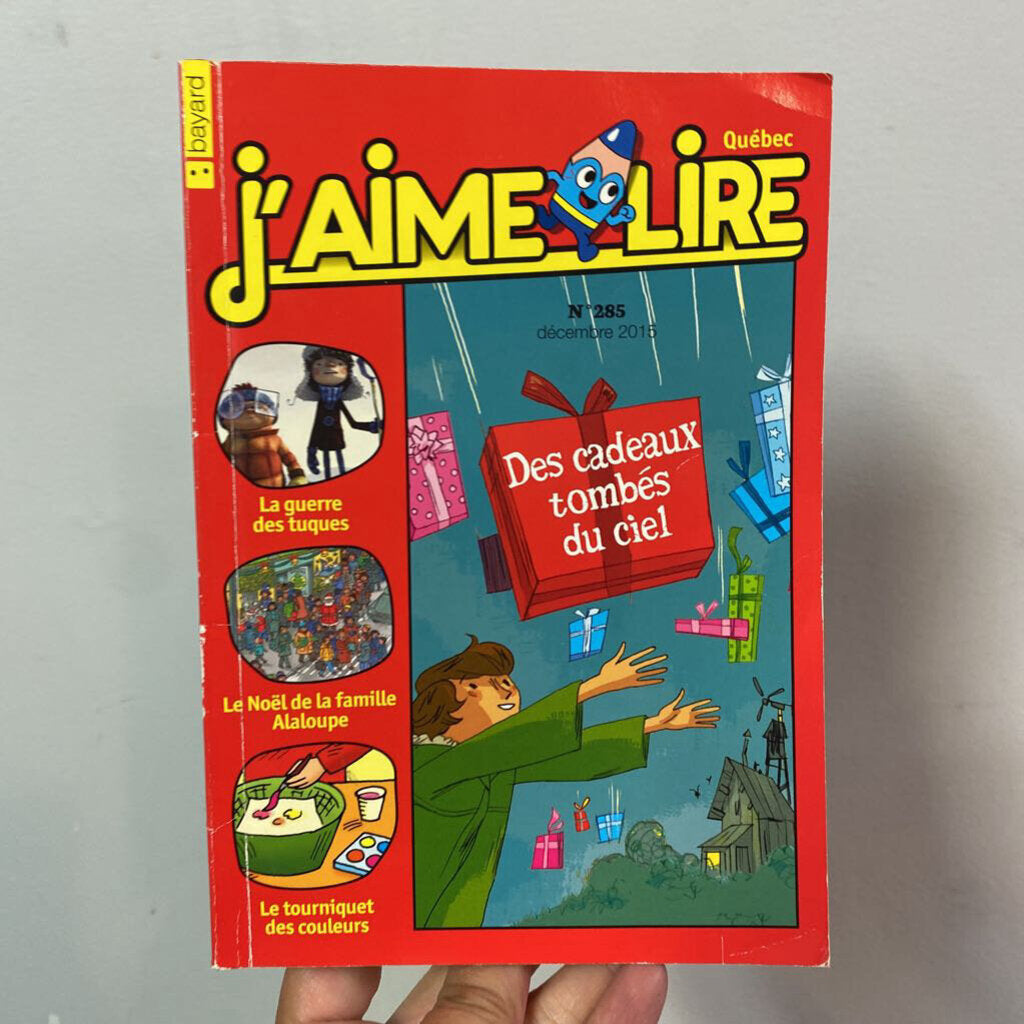 bayard
Québec
j'AIME LIRE
N°285
décembre 2015
Des cadeaux
tombés
du ciel
La guerre
des tuques
Le Noël de la famille
Alaloupe
Le tourniquet
des couleurs